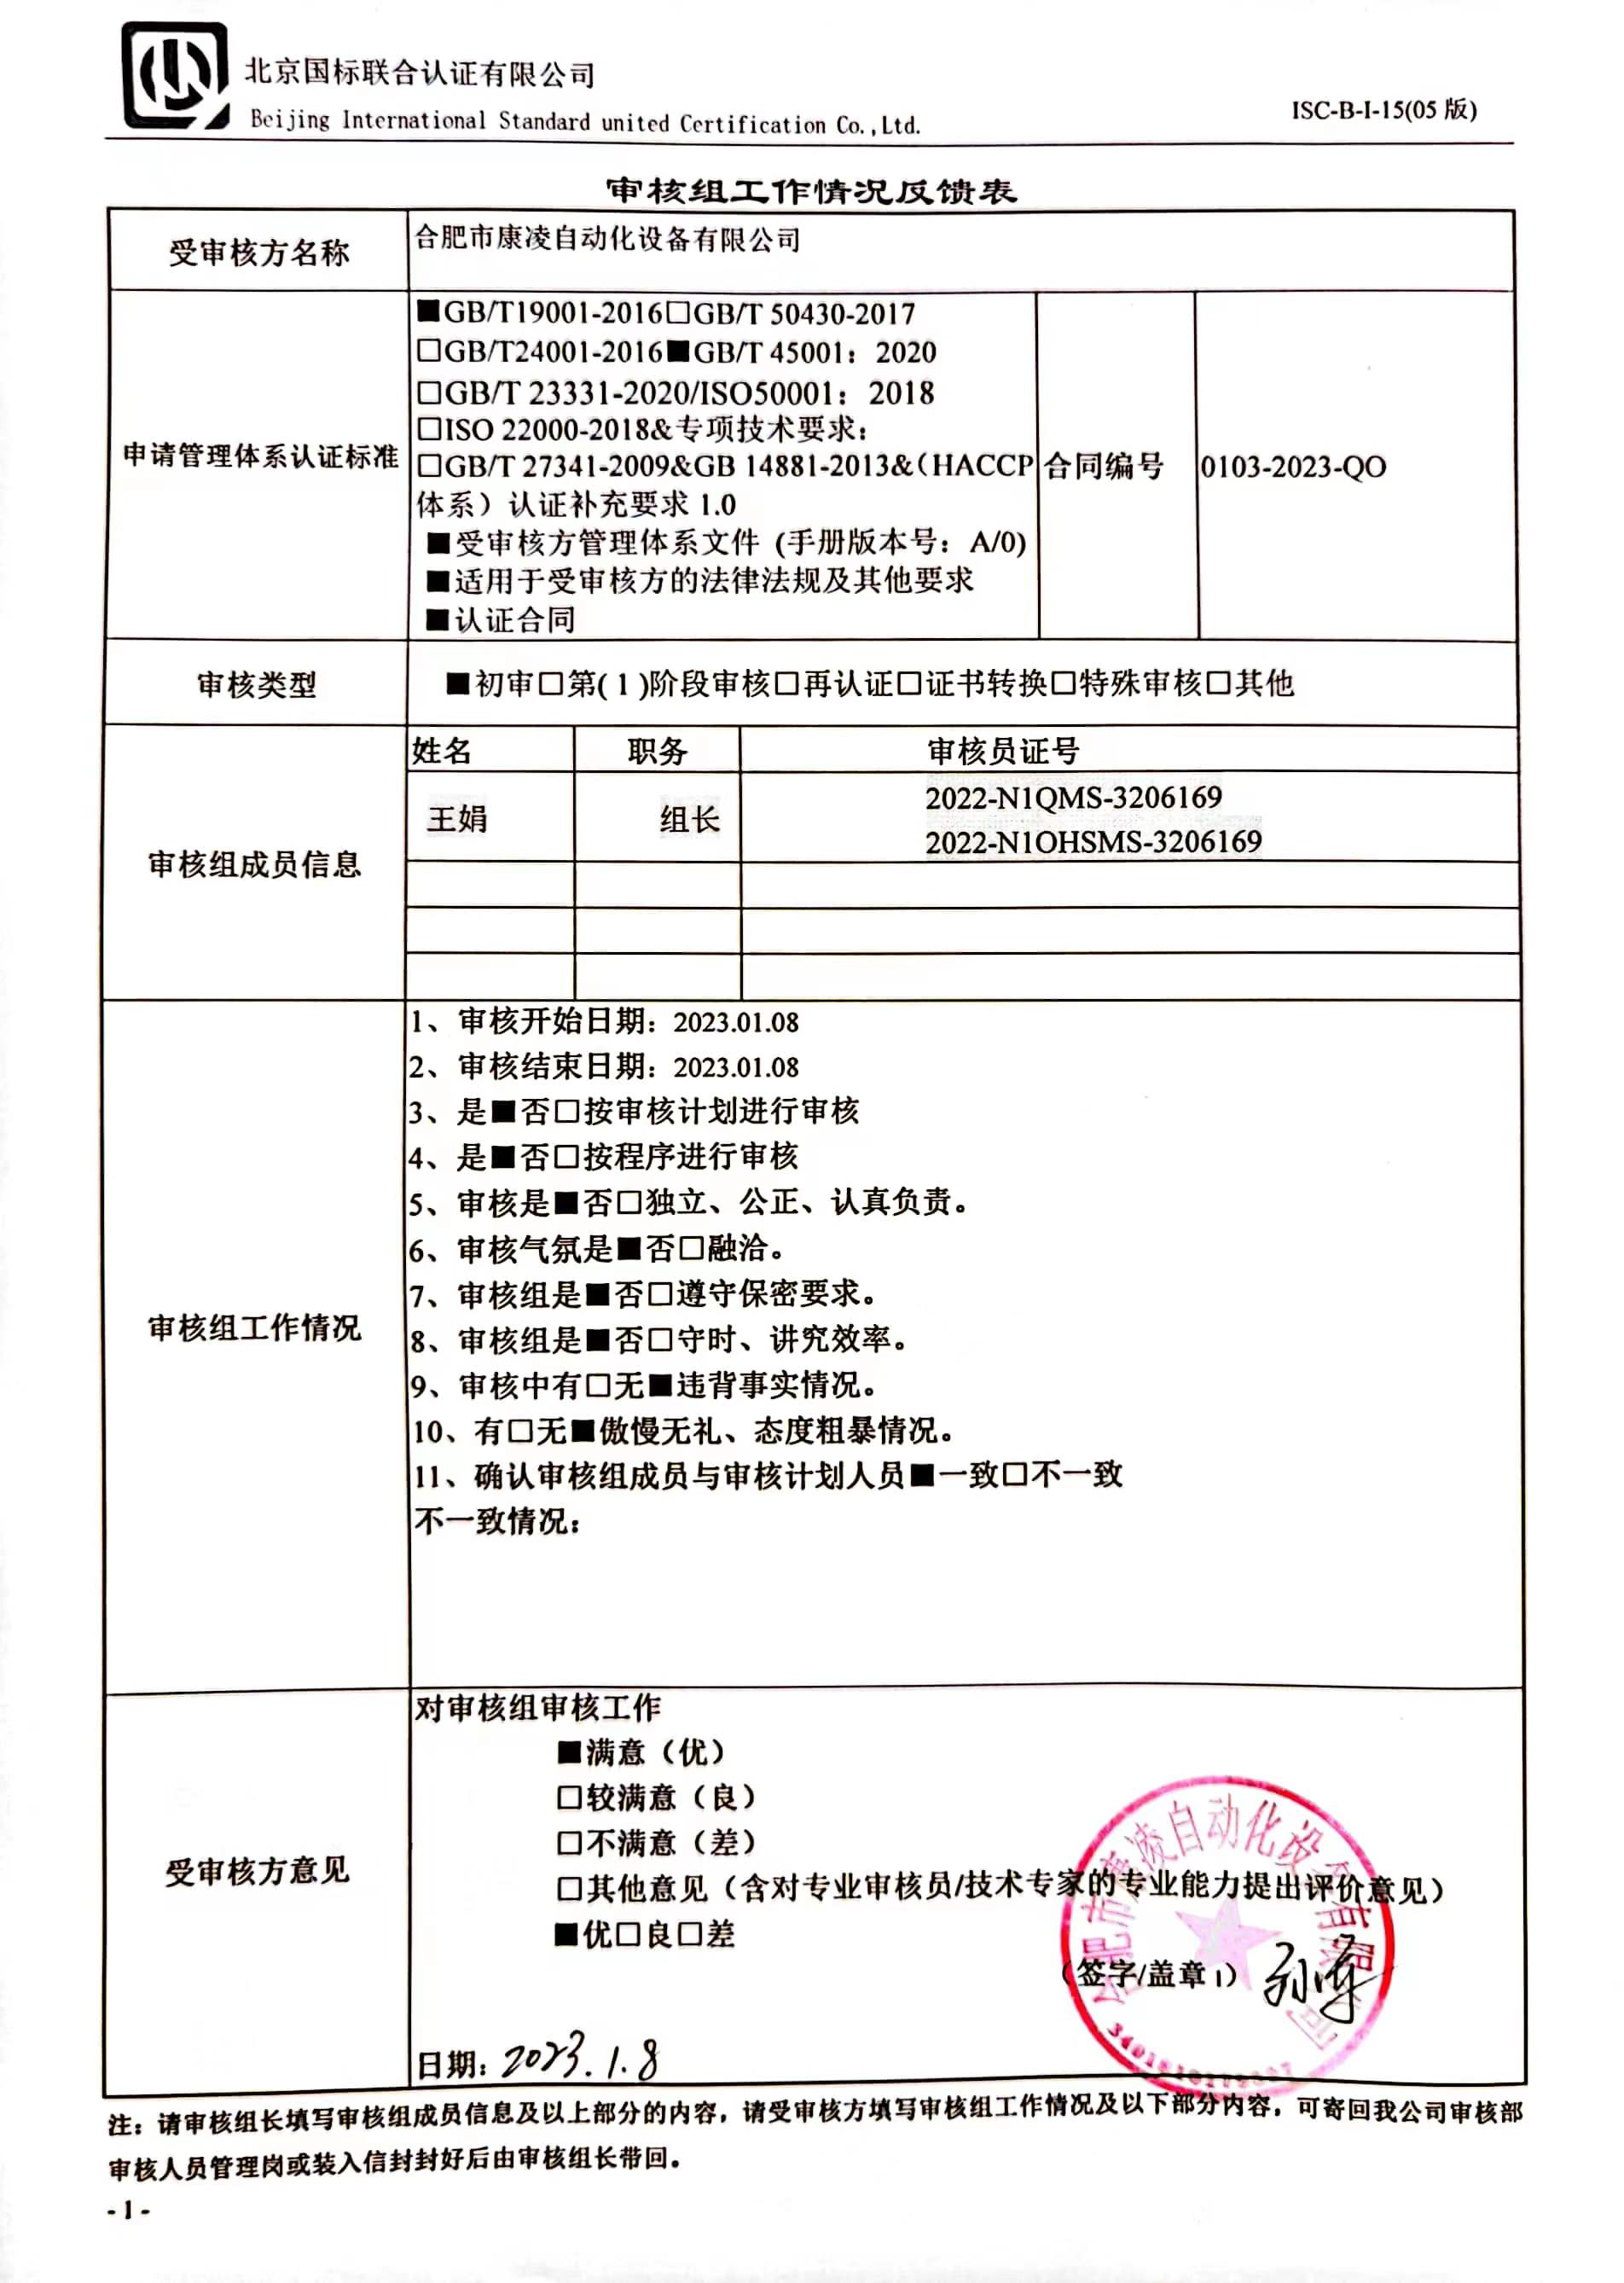 北京国标联合认证有限公司
Beijing International Standard united Certification Co.,Ltd.
ISC-B-I-15(05 版)
审核组工作情况反馈表
受审核方名称
合肥市康凌自动化设备有限公司
申请管理体系认证标准
■GB/T19001-2016□GB/T 50430-2017
□GB/T24001-2016■GB/T 45001：2020
□GB/T 23331-2020/ISO50001：2018
□ISO 22000-2018&专项技术要求：
□GB/T 27341-2009&GB 14881-2013&（HACCP
体系）认证补充要求 1.0
■受审核方管理体系文件 (手册版本号：A/0)
■适用于受审核方的法律法规及其他要求
■认证合同
合同编号
0103-2023-QO
审核类型
■初审□第( 1 )阶段审核□再认证□证书转换□特殊审核□其他
审核组成员信息
姓名 职务 审核员证号
王娟 组长 2022-N1QMS-3206169
2022-N1OHSMS-3206169
审核组工作情况
1、审核开始日期：2023.01.08
2、审核结束日期：2023.01.08
3、是■否□按审核计划进行审核
4、是■否□按程序进行审核
5、审核是■否□独立、公正、认真负责。
6、审核气氛是■否□融洽。
7、审核组是■否□遵守保密要求。
8、审核组是■否□守时、讲究效率。
9、审核中有□无■违背事实情况。
10、有□无■傲慢无礼、态度粗暴情况。
11、确认审核组成员与审核计划人员■一致□不一致
不一致情况：
受审核方意见
对审核组审核工作
■满意（优）
□较满意（良）
□不满意（差）
□其他意见（含对专业审核员/技术专家的专业能力提出评价意见）
■优□良□差
（签字/盖章）
合肥市康凌自动化设备有限公司
日期：2023.1.8
注：请审核组长填写审核组成员信息及以上部分的内容，请受审核方填写审核组工作情况及以下部分内容，可寄回我公司审核部
审核人员管理岗或装入信封封好后由审核组长带回。
- 1 -